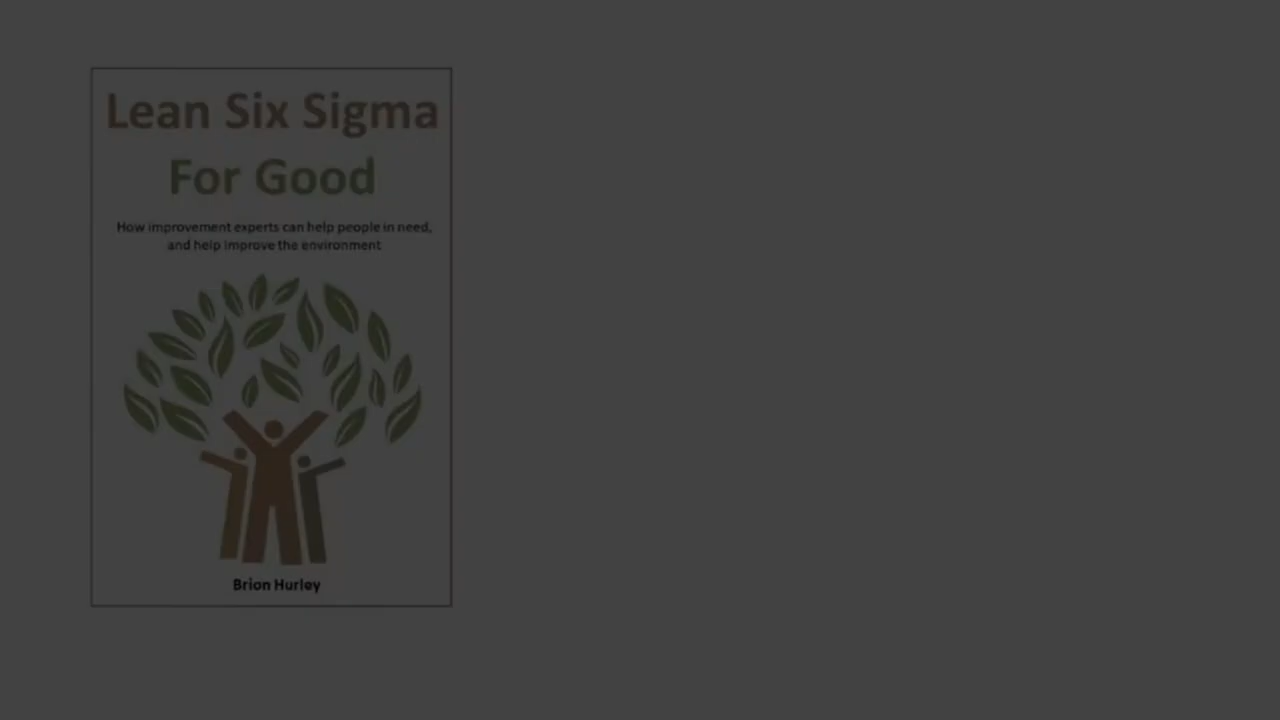 Lean Six Sigma
For Good
How improvement experts can help people in need,
and help improve the environment
Brion Hurley